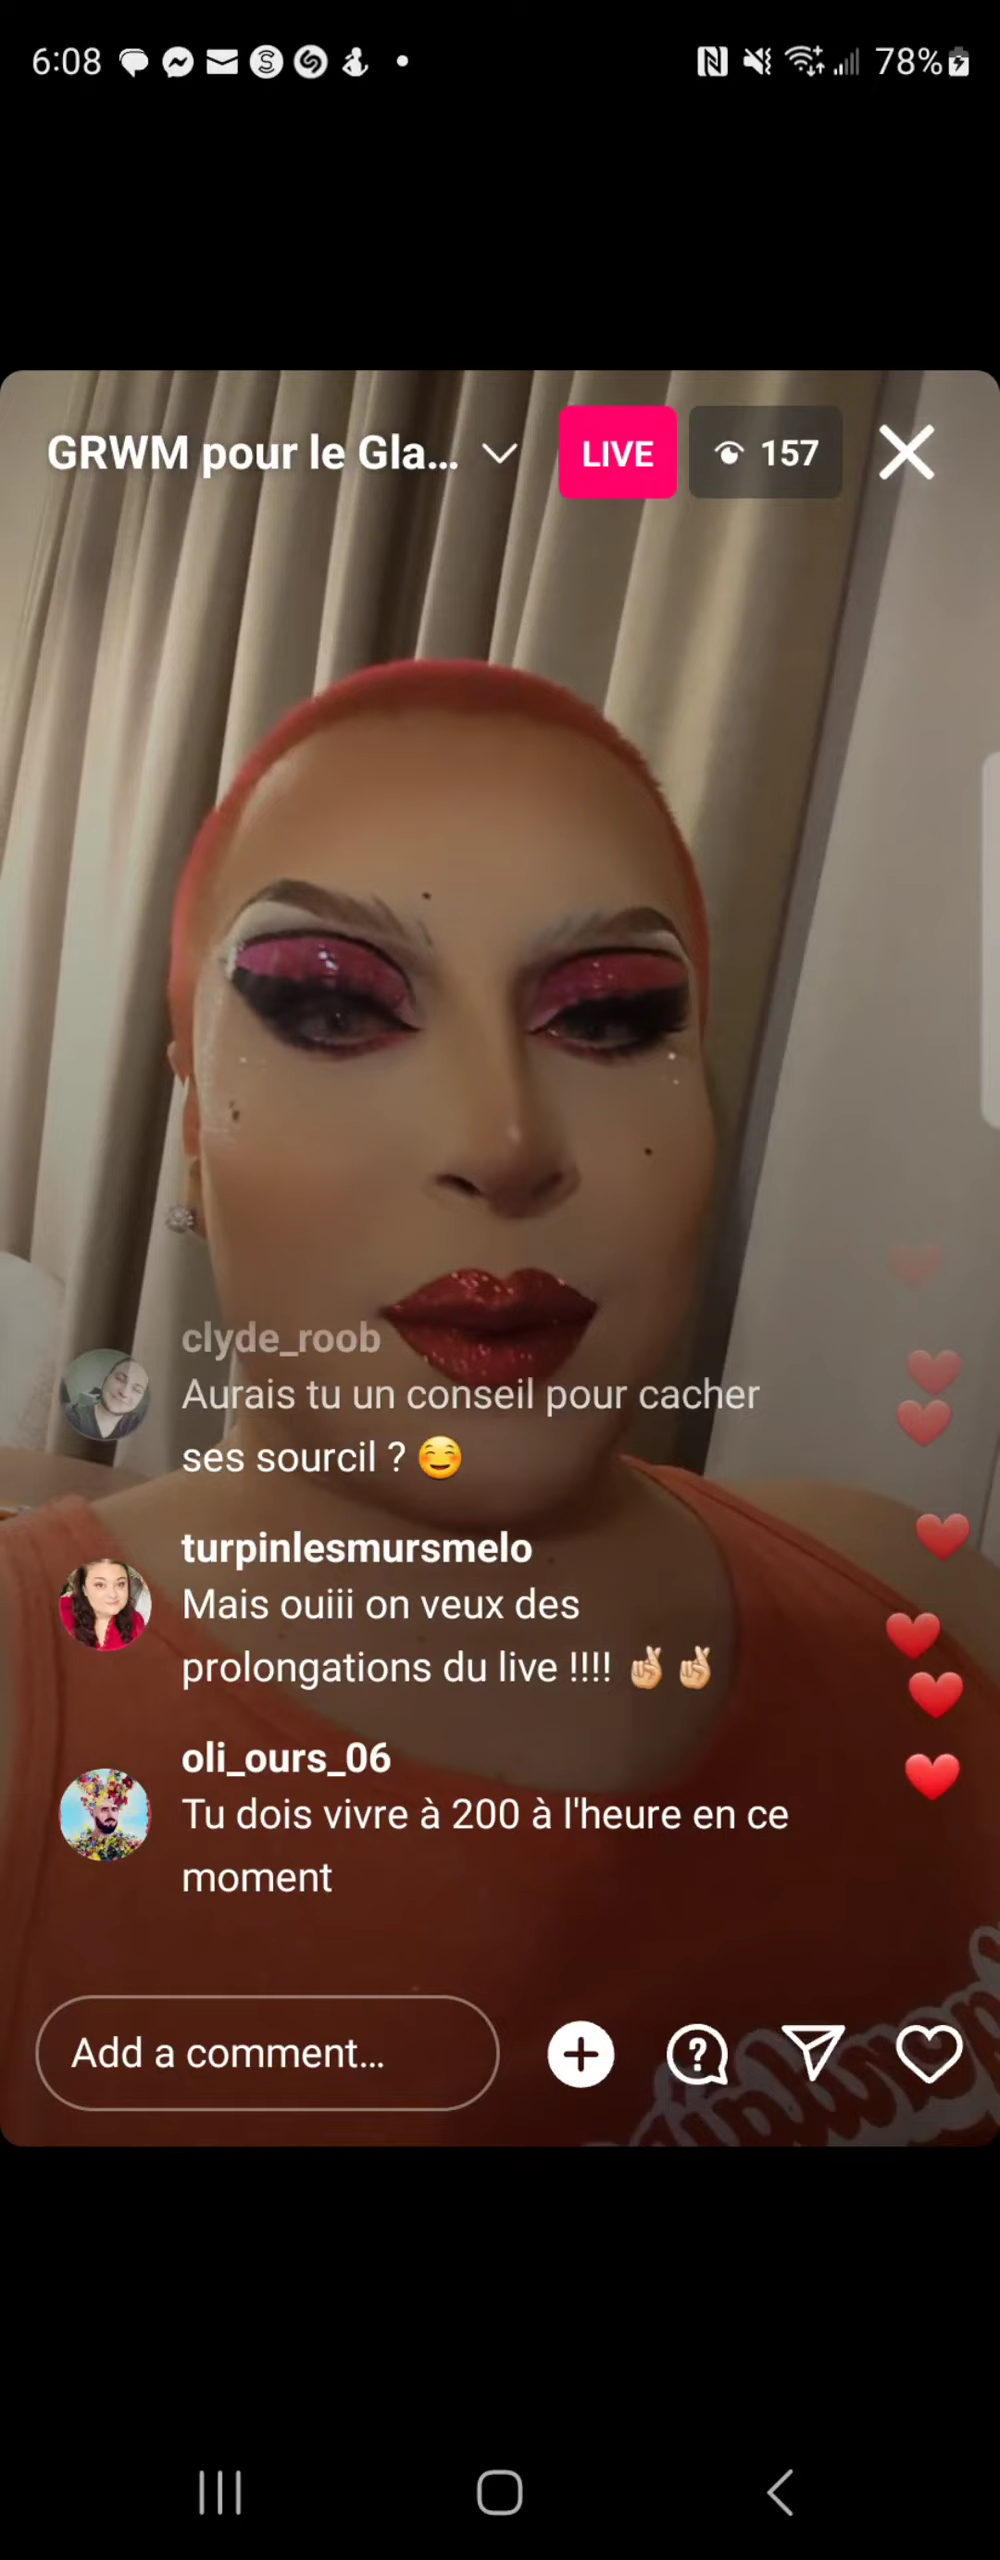 6:08
78%
GRWM pour le Gla...
LIVE
157
clyde_roob
Aurais tu un conseil pour cacher
ses sourcil ? ☺️
turpinlesmursmelo
Mais ouiii on veux des
prolongations du live !!!! 🤞🏻🤞🏻
oli_ours_06
Tu dois vivre à 200 à l'heure en ce
moment
Add a comment...